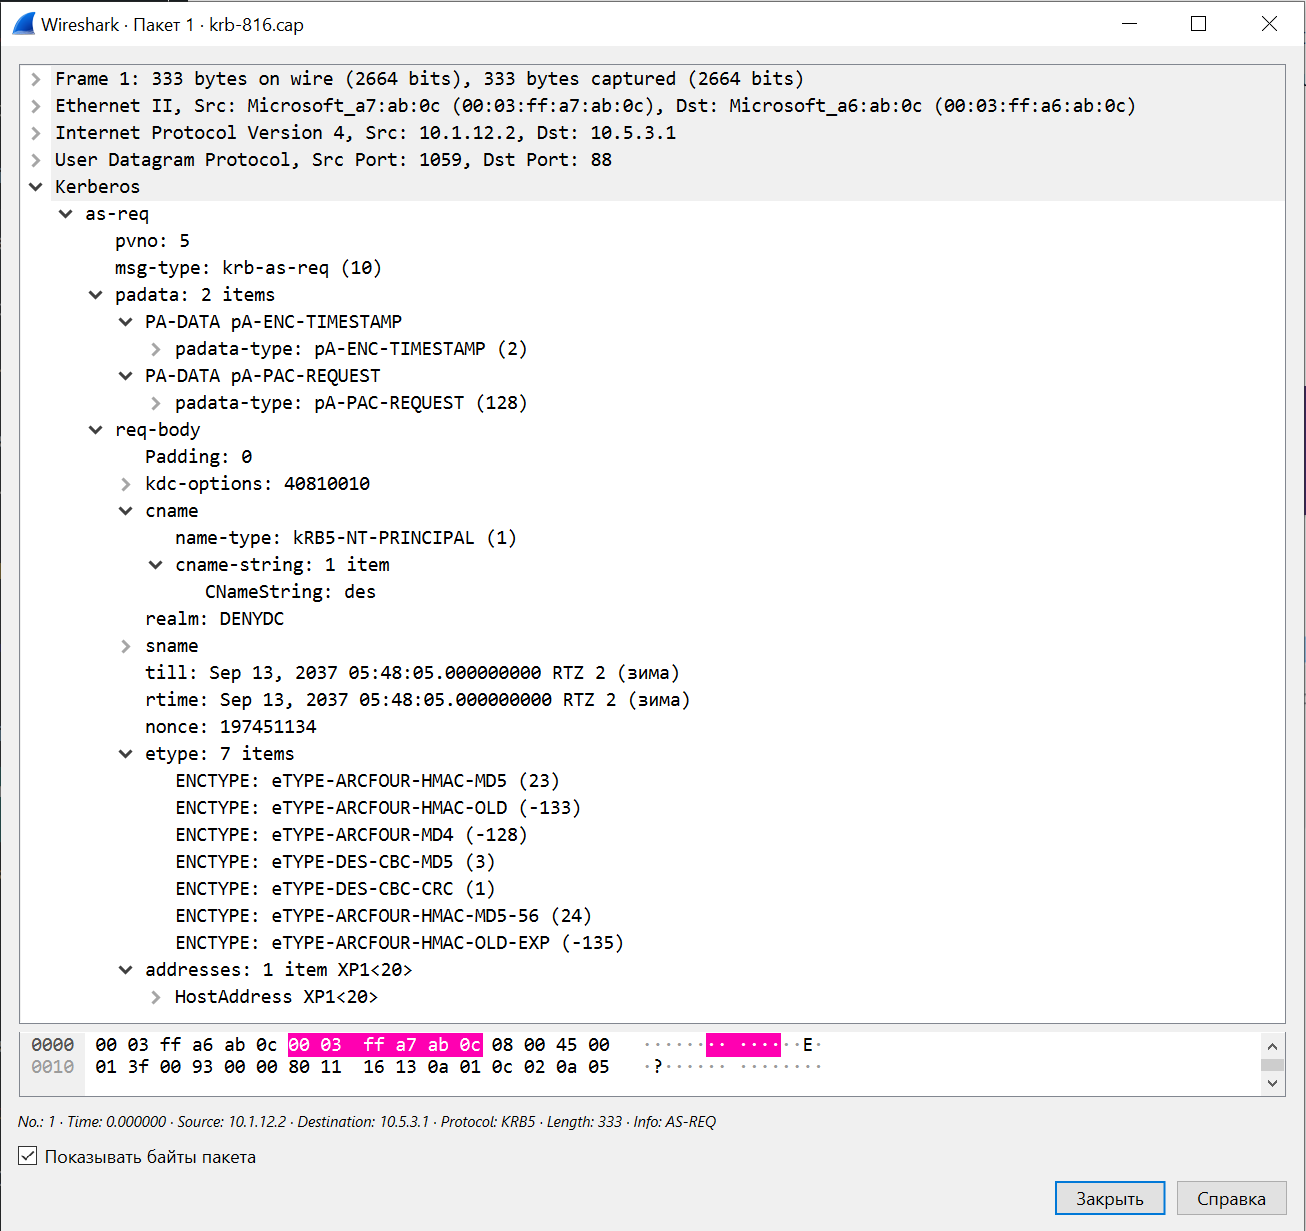 Wireshark · Пакет 1 · krb-816.cap
Frame 1: 333 bytes on wire (2664 bits), 333 bytes captured (2664 bits)
Ethernet II, Src: Microsoft_a7:ab:0c (00:03:ff:a7:ab:0c), Dst: Microsoft_a6:ab:0c (00:03:ff:a6:ab:0c)
Internet Protocol Version 4, Src: 10.1.12.2, Dst: 10.5.3.1
User Datagram Protocol, Src Port: 1059, Dst Port: 88
Kerberos
as-req
pvno: 5
msg-type: krb-as-req (10)
padata: 2 items
PA-DATA pA-ENC-TIMESTAMP
padata-type: pA-ENC-TIMESTAMP (2)
PA-DATA pA-PAC-REQUEST
padata-type: pA-PAC-REQUEST (128)
req-body
Padding: 0
kdc-options: 40810010
cname
name-type: kRB5-NT-PRINCIPAL (1)
cname-string: 1 item
CNameString: des
realm: DENYDC
sname
till: Sep 13, 2037 05:48:05.000000000 RTZ 2 (зима)
rtime: Sep 13, 2037 05:48:05.000000000 RTZ 2 (зима)
nonce: 197451134
etype: 7 items
ENCTYPE: eTYPE-ARCFOUR-HMAC-MD5 (23)
ENCTYPE: eTYPE-ARCFOUR-HMAC-OLD (-133)
ENCTYPE: eTYPE-ARCFOUR-MD4 (-128)
ENCTYPE: eTYPE-DES-CBC-MD5 (3)
ENCTYPE: eTYPE-DES-CBC-CRC (1)
ENCTYPE: eTYPE-ARCFOUR-HMAC-MD5-56 (24)
ENCTYPE: eTYPE-ARCFOUR-HMAC-OLD-EXP (-135)
addresses: 1 item XP1<20>
HostAddress XP1<20>
0000 00 03 ff a6 ab 0c 00 03 ff a7 ab 0c 08 00 45 00 ········ ······E·
0010 01 3f 00 93 00 00 80 11 16 13 0a 01 0c 02 0a 05 ·?······ ········
No.: 1 · Time: 0.000000 · Source: 10.1.12.2 · Destination: 10.5.3.1 · Protocol: KRB5 · Length: 333 · Info: AS-REQ
Показывать байты пакета
Закрыть Справка